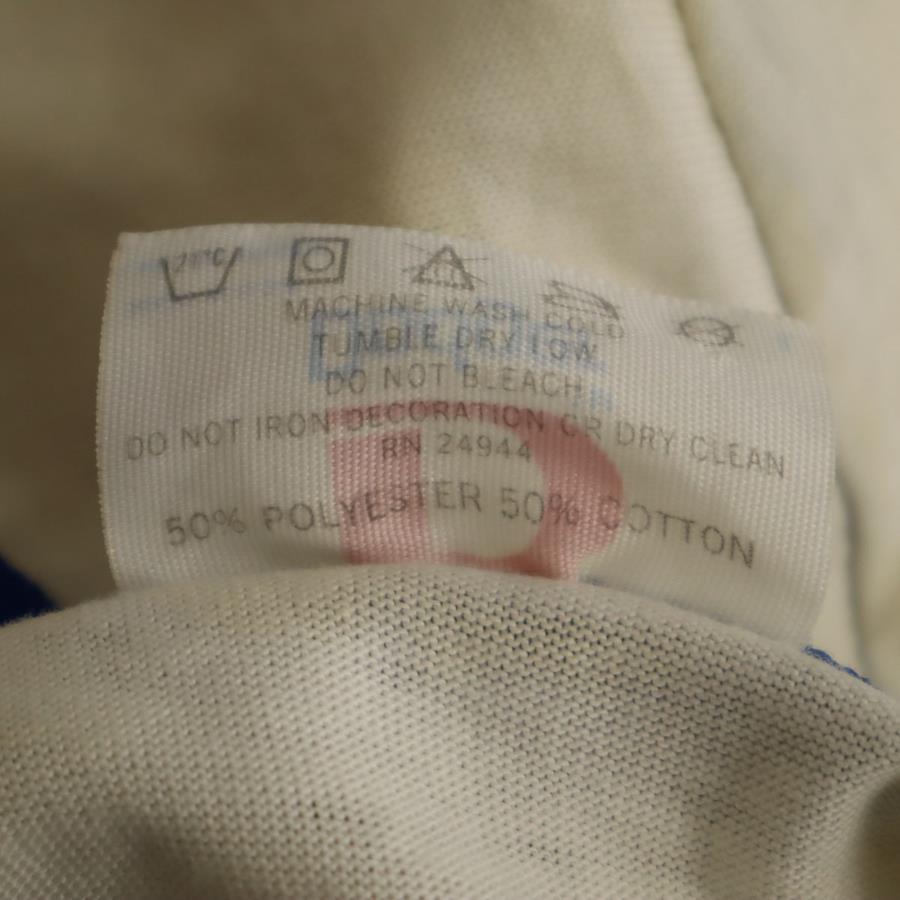 MACHINE WASH COLD
TUMBLE DRY LOW
DO NOT BLEACH
DO NOT IRON DECORATION OR DRY CLEAN
RN 24944
50% POLYESTER 50% COTTON